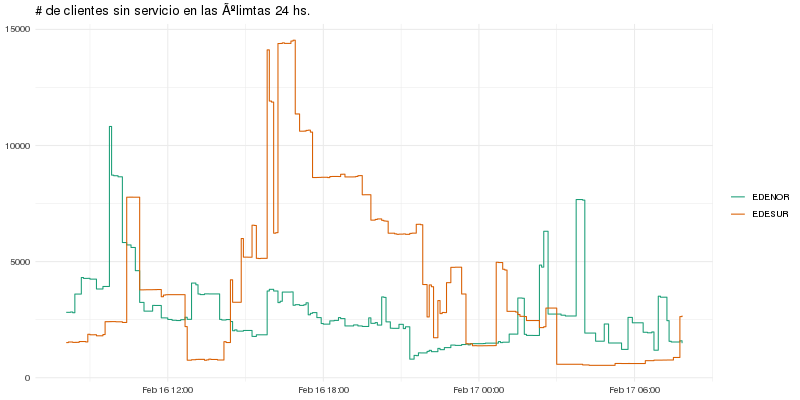 # de clientes sin servicio en las Ãºlimtas 24 hs.
15000
10000
5000
0
Feb 16 12:00
Feb 16 18:00
Feb 17 00:00
Feb 17 06:00
EDENOR
EDESUR